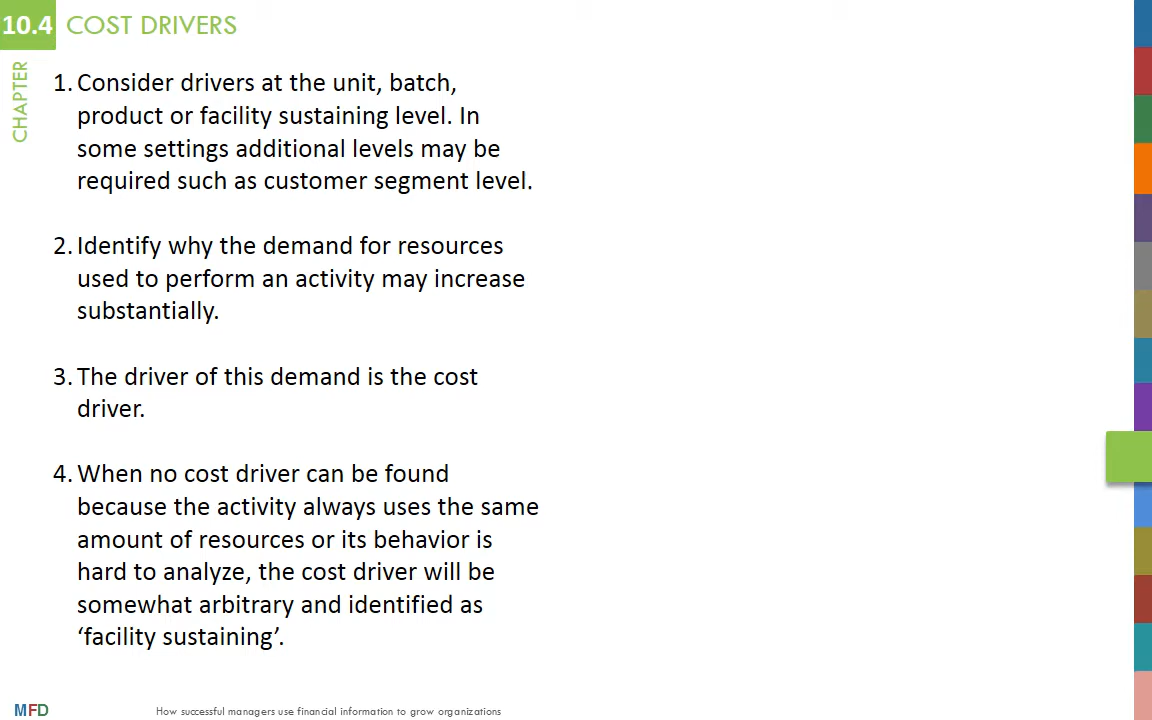 10.4 COST DRIVERS
CHAPTER
1. Consider drivers at the unit, batch,
product or facility sustaining level. In
some settings additional levels may be
required such as customer segment level.
2. Identify why the demand for resources
used to perform an activity may increase
substantially.
3. The driver of this demand is the cost
driver.
4. When no cost driver can be found
because the activity always uses the same
amount of resources or its behavior is
hard to analyze, the cost driver will be
somewhat arbitrary and identified as
‘facility sustaining’.
MFD How successful managers use financial information to grow organizations